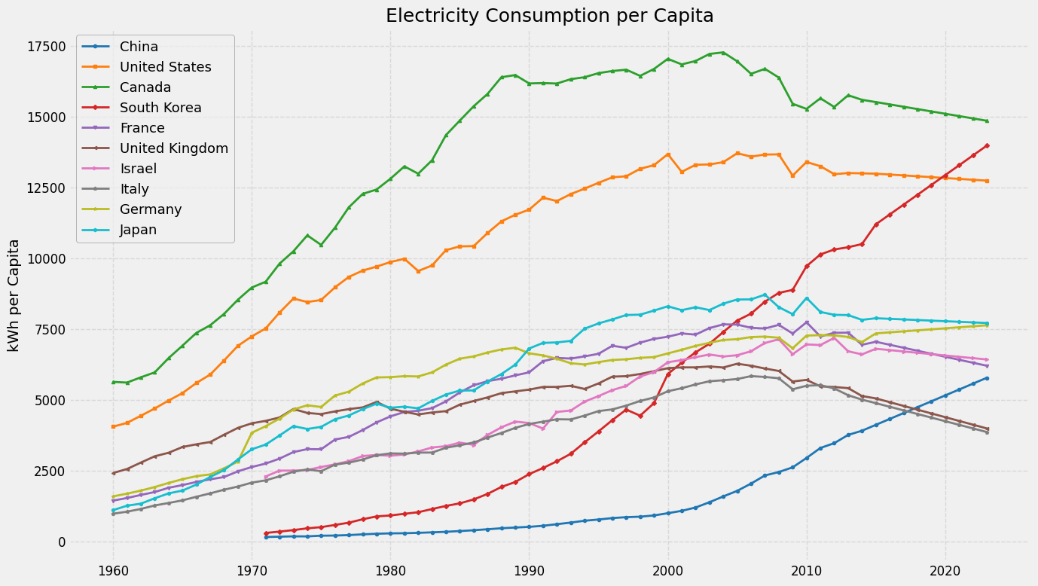 Electricity Consumption per Capita
China
United States
Canada
South Korea
France
United Kingdom
Israel
Italy
Germany
Japan
kWh per Capita
17500
15000
12500
10000
7500
5000
2500
0
1960 1970 1980 1990 2000 2010 2020